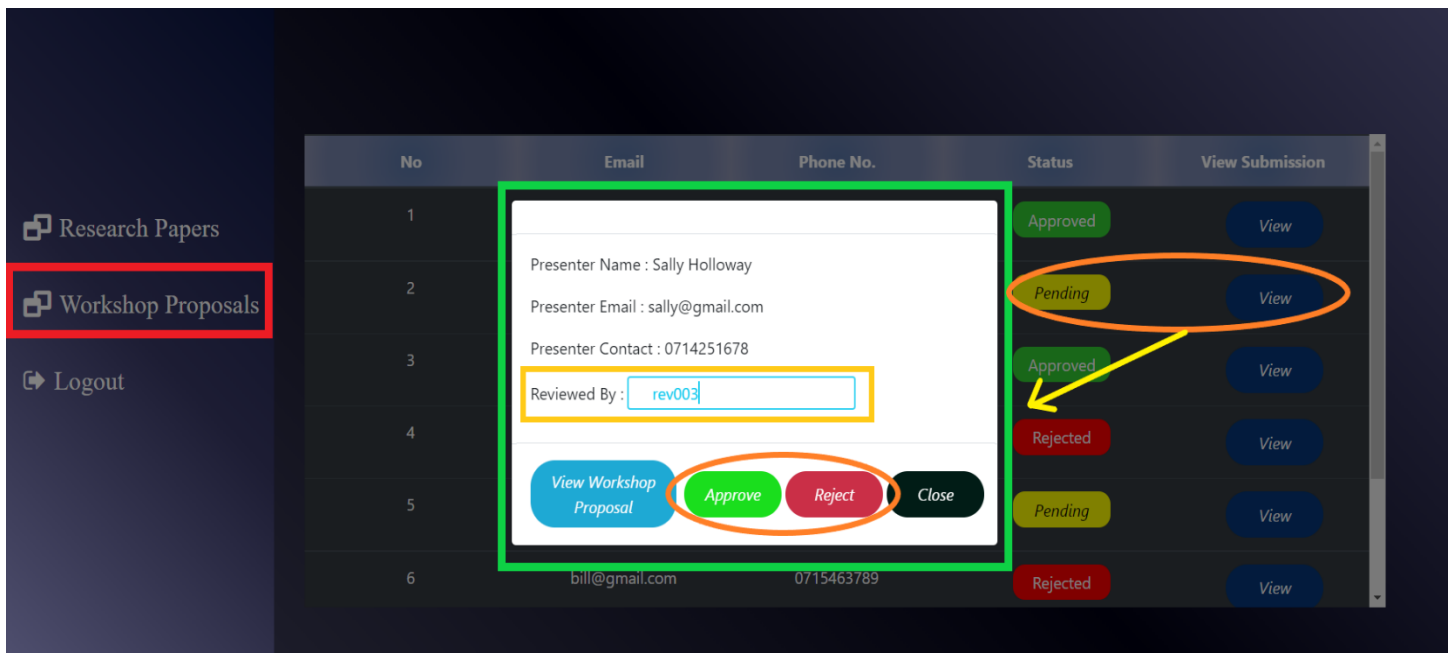 No Email Phone No. Status View Submission
Research Papers
Workshop Proposals
Logout
1 Approved View
2 Pending View
3 Approved View
4 Rejected View
5 Pending View
6 bill@gmail.com 0715463789 Rejected View
Presenter Name : Sally Holloway
Presenter Email : sally@gmail.com
Presenter Contact : 0714251678
Reviewed By : rev003
View Workshop
Proposal
Approve Reject Close